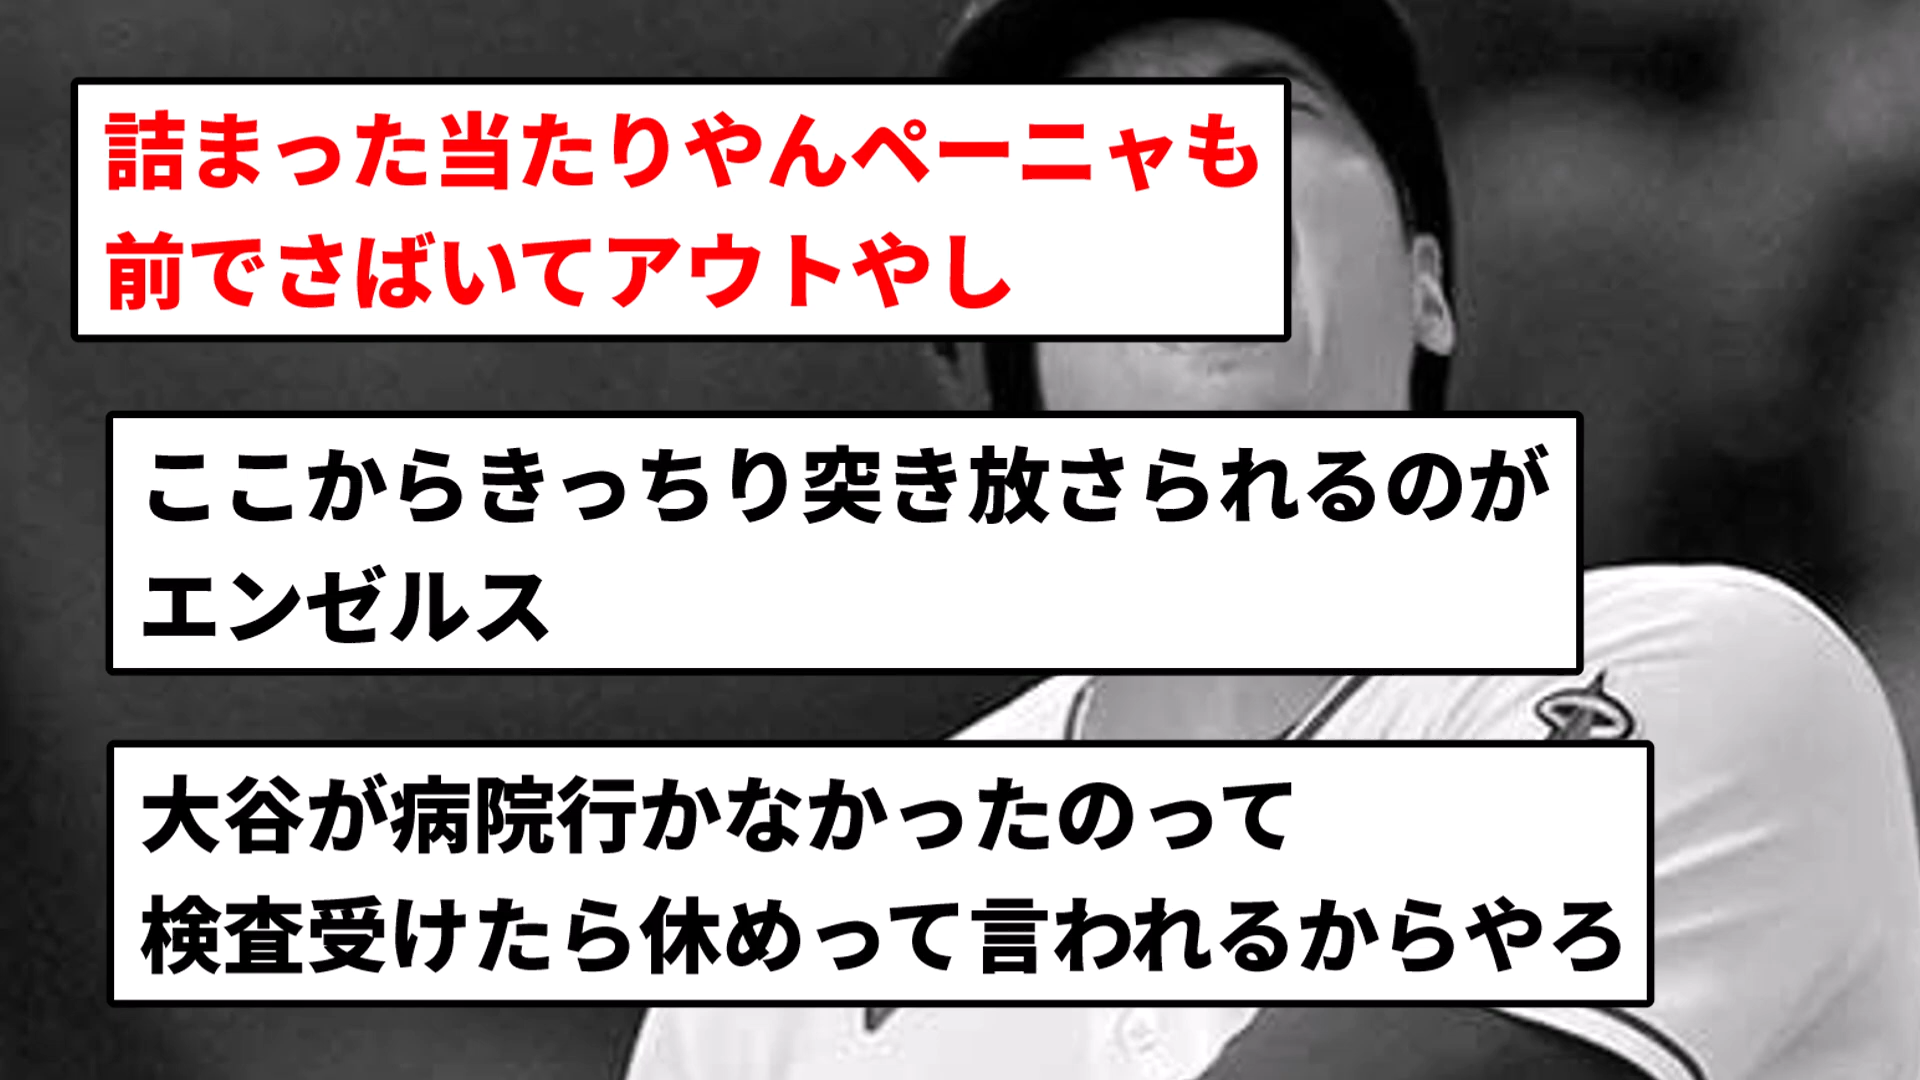 詰まった当たりやんペーニャも
前でさばいてアウトやし
ここからきっちり突き放さられるのが
エンゼルス
大谷が病院行かなかったのって
検査受けたら休めって言われるからやろ